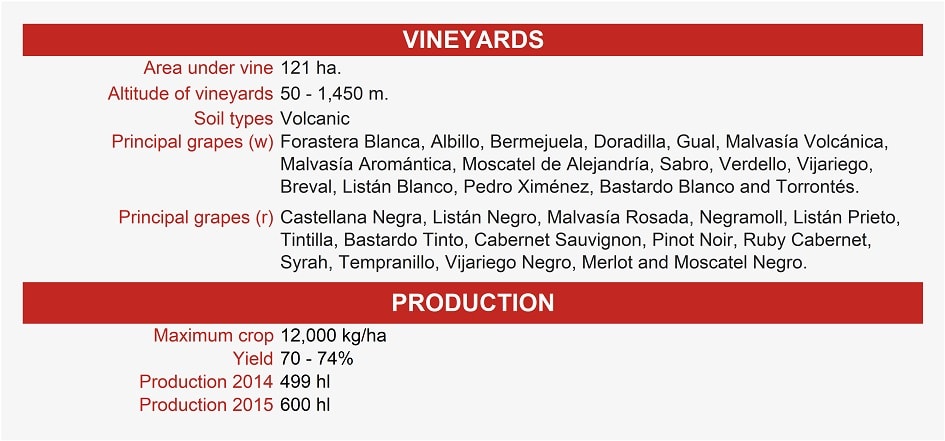 VINEYARDS
Area under vine 121 ha.
Altitude of vineyards 50 - 1,450 m.
Soil types Volcanic
Principal grapes (w) Forastera Blanca, Albillo, Bermejuela, Doradilla, Gual, Malvasía Volcánica,
Malvasía Aromántica, Moscatel de Alejandría, Sabro, Verdello, Vijariego,
Breval, Listán Blanco, Pedro Ximénez, Bastardo Blanco and Torrontés.
Principal grapes (r) Castellana Negra, Listán Negro, Malvasía Rosada, Negramoll, Listán Prieto,
Tintilla, Bastardo Tinto, Cabernet Sauvignon, Pinot Noir, Ruby Cabernet,
Syrah, Tempranillo, Vijariego Negro, Merlot and Moscatel Negro.
PRODUCTION
Maximum crop 12,000 kg/ha
Yield 70 - 74%
Production 2014 499 hl
Production 2015 600 hl